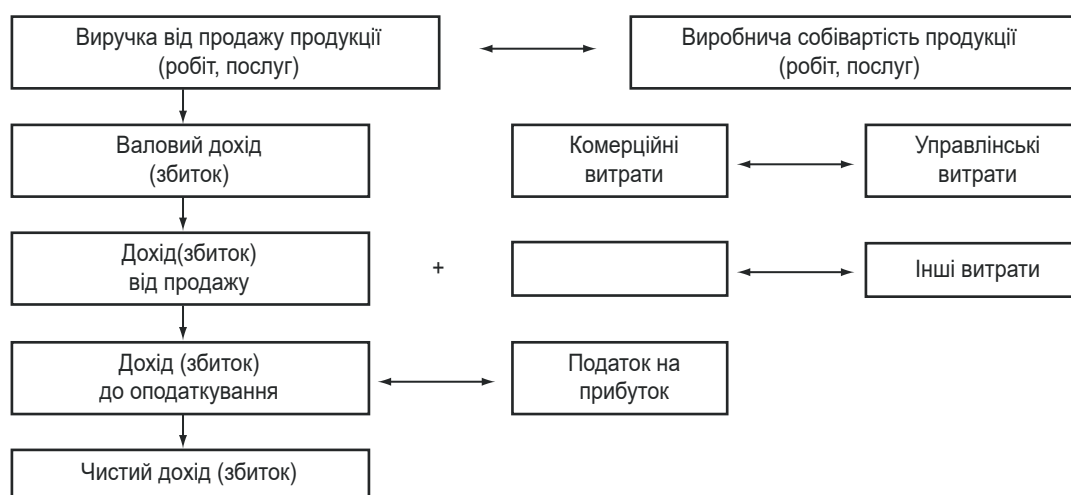 Виручка від продажу продукції
(робіт, послуг)
Виробнича собівартість продукції
(робіт, послуг)
Валовий дохід
(збиток)
Комерційні
витрати
Управлінські
витрати
Дохід(збиток)
від продажу
+
Інші витрати
Дохід (збиток)
до оподаткування
Податок на
прибуток
Чистий дохід (збиток)